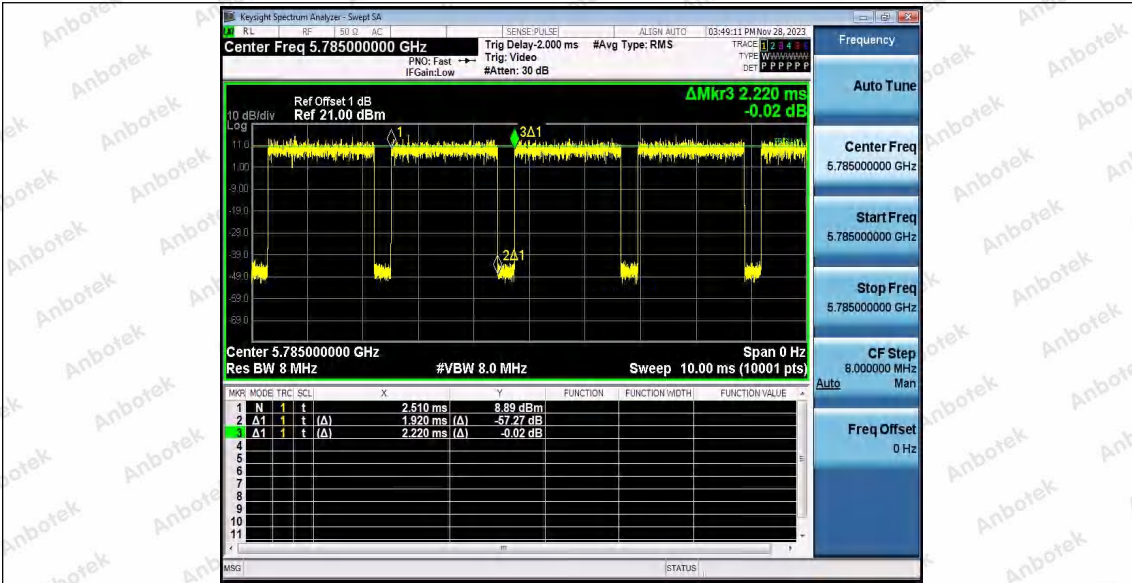 Keysight Spectrum Analyzer - Swept SA
RL RF 50 Ω AC SENSE:PULSE ALIGN AUTO 03:49:11 PM Nov 28, 2023
Center Freq 5.785000000 GHz
PNO: Fast
IFGain:Low
Trig Delay-2.000 ms
Trig: Video
#Atten: 30 dB
#Avg Type: RMS
TRACE 1 2 3 4 5 6
TYPE W
DET P P P P P P
Frequency
Auto Tune
Center Freq
5.785000000 GHz
Start Freq
5.785000000 GHz
Stop Freq
5.785000000 GHz
CF Step
8.000000 MHz
Auto Man
Freq Offset
0 Hz
ΔMkr3 2.220 ms
-0.02 dB
Ref Offset 1 dB
10 dB/div Ref 21.00 dBm
Log
11.0
1.00
-9.00
-19.0
-29.0
-39.0
-49.0
-59.0
-69.0
1
3Δ1
2Δ1
Center 5.785000000 GHz Span 0 Hz
Res BW 8 MHz #VBW 8.0 MHz Sweep 10.00 ms (10001 pts)
MKR MODE TRC SCL X Y FUNCTION FUNCTION WIDTH FUNCTION VALUE
1 N 1 t 2.510 ms 8.89 dBm
2 Δ1 1 t (Δ) 1.920 ms (Δ) -57.27 dB
3 Δ1 1 t (Δ) 2.220 ms (Δ) -0.02 dB
4
5
6
7
8
9
10
11
MSG STATUS
Anbotek